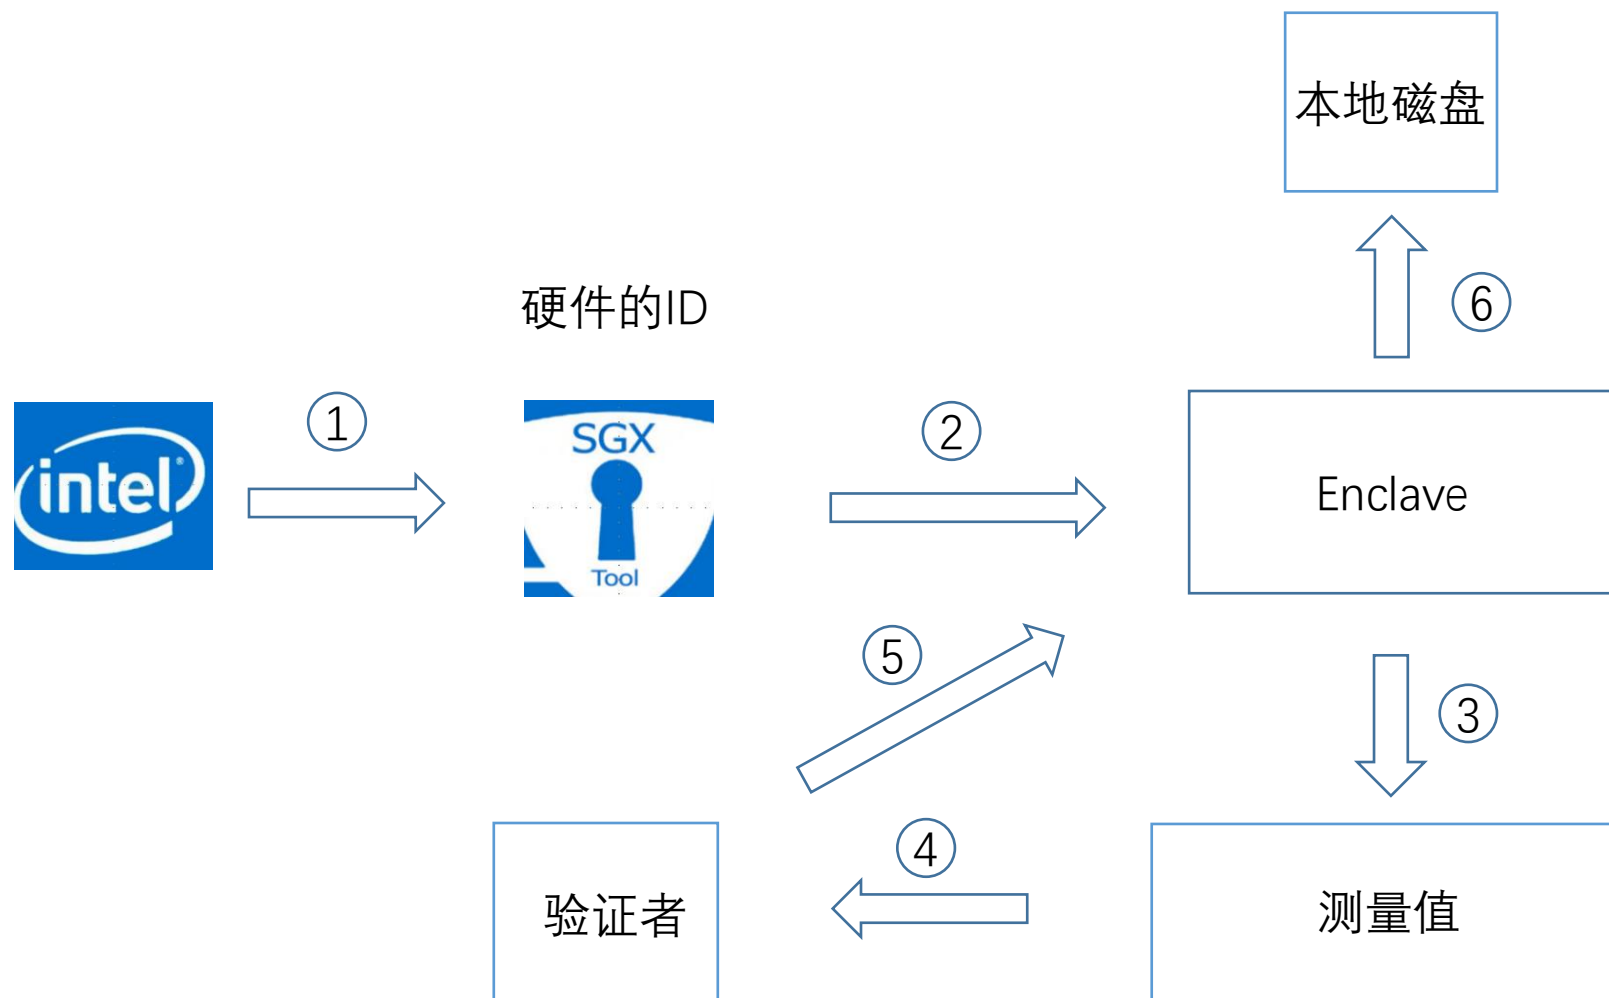 本地磁盘
⑥
硬件的ID
①
②
intel
SGX
Tool
Enclave
⑤
③
④
验证者
测量值